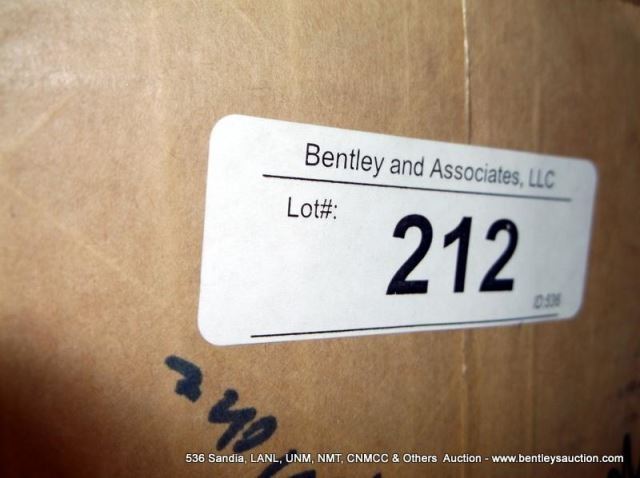 Bentley and Associates, LLC
Lot#:
212
ID:536
536 Sandia, LANL, UNM, NMT, CNMCC & Others Auction - www.bentleysauction.com